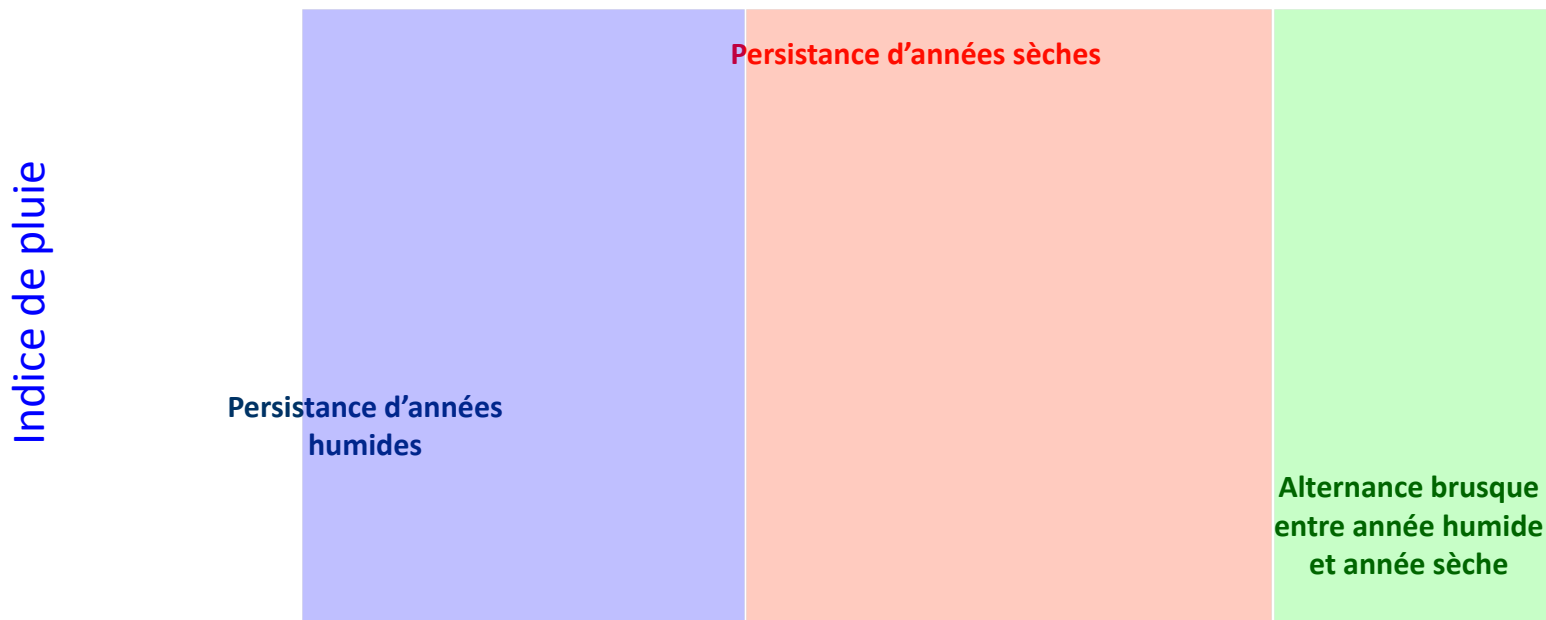 Indice de pluie
Persistance d’années sèches
Persistance d’années
humides
Alternance brusque
entre année humide
et année sèche